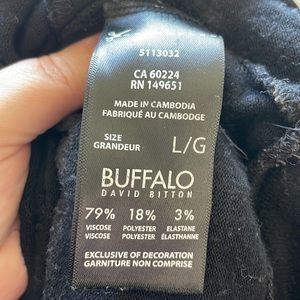 5113032
CA 60224
RN 149651
MADE IN CAMBODIA
FABRIQUÉ AU CAMBODGE
SIZE
GRANDEUR
L/G
BUFFALO
DAVID BITTON
79% 18% 3%
VISCOSE POLYESTER ELASTANE
VISCOSE POLYESTER ÉLASTHANNE
EXCLUSIVE OF DECORATION
GARNITURE NON COMPRISE